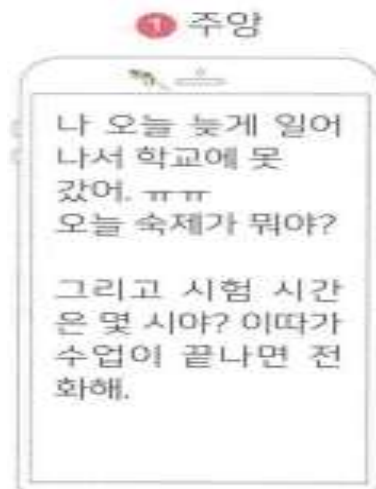 1 주양
나 오늘 늦게 일어
나서 학교에 못
갔어. ㅠㅠ
오늘 숙제가 뭐야?
그리고 시험 시간
은 몇 시야? 이따가
수업이 끝나면 전
화해.